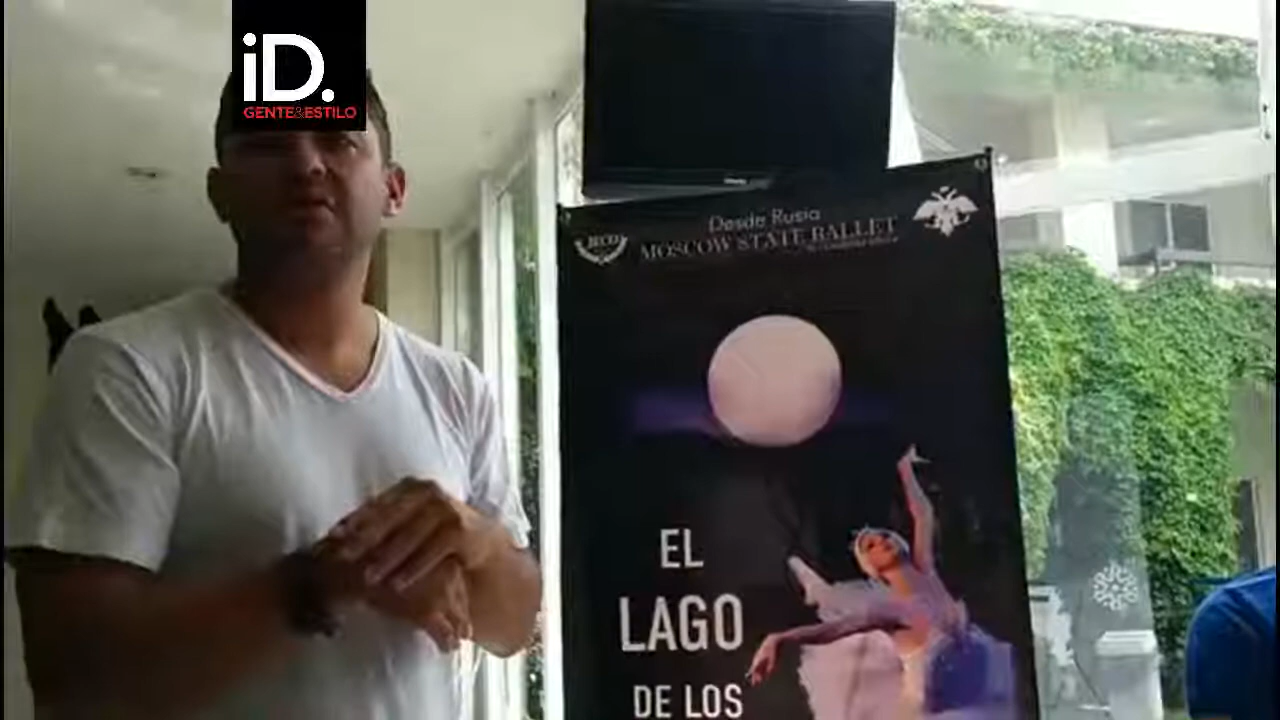 iD.
GENTE&ESTILO
Desde Rusia
MOSCOW STATE BALLET
EL
LAGO
DE LOS